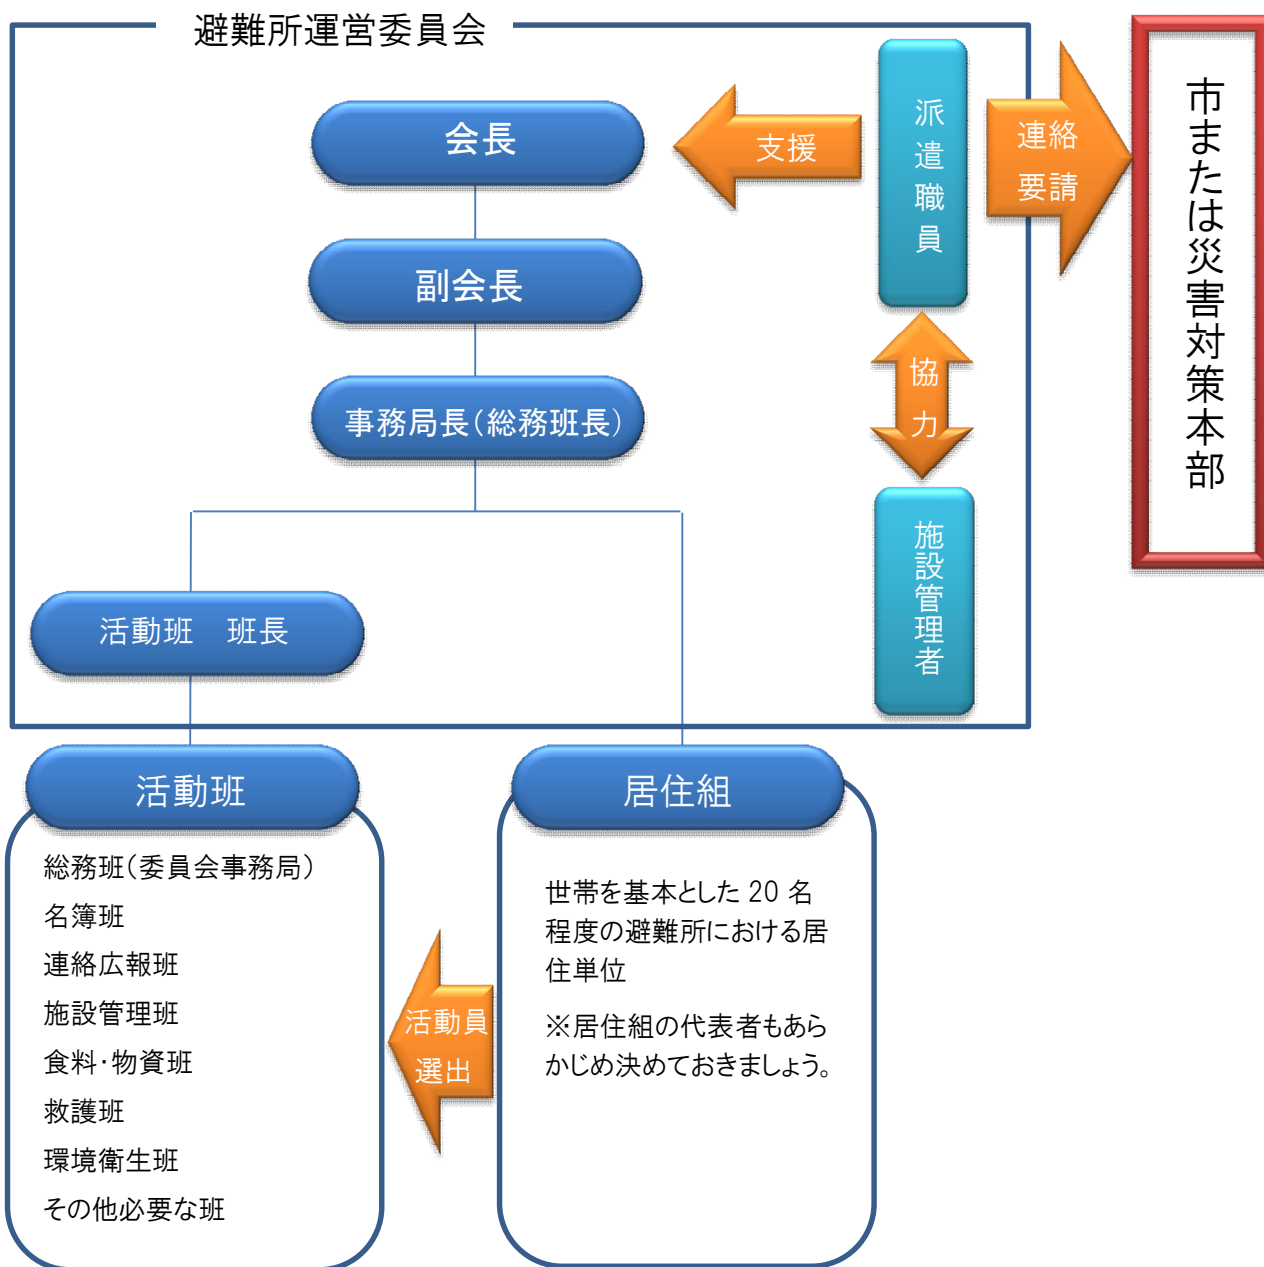 避難所運営委員会
会長
副会長
事務局長（総務班長）
活動班　班長
支援
派遣職員
連絡
要請
協力
施設管理者
市または災害対策本部
活動班
総務班（委員会事務局）
名簿班
連絡広報班
施設管理班
食料・物資班
救護班
環境衛生班
その他必要な班
活動員
選出
居住組
世帯を基本とした 20 名
程度の避難所における居
住単位
※居住組の代表者もあら
かじめ決めておきましょう。